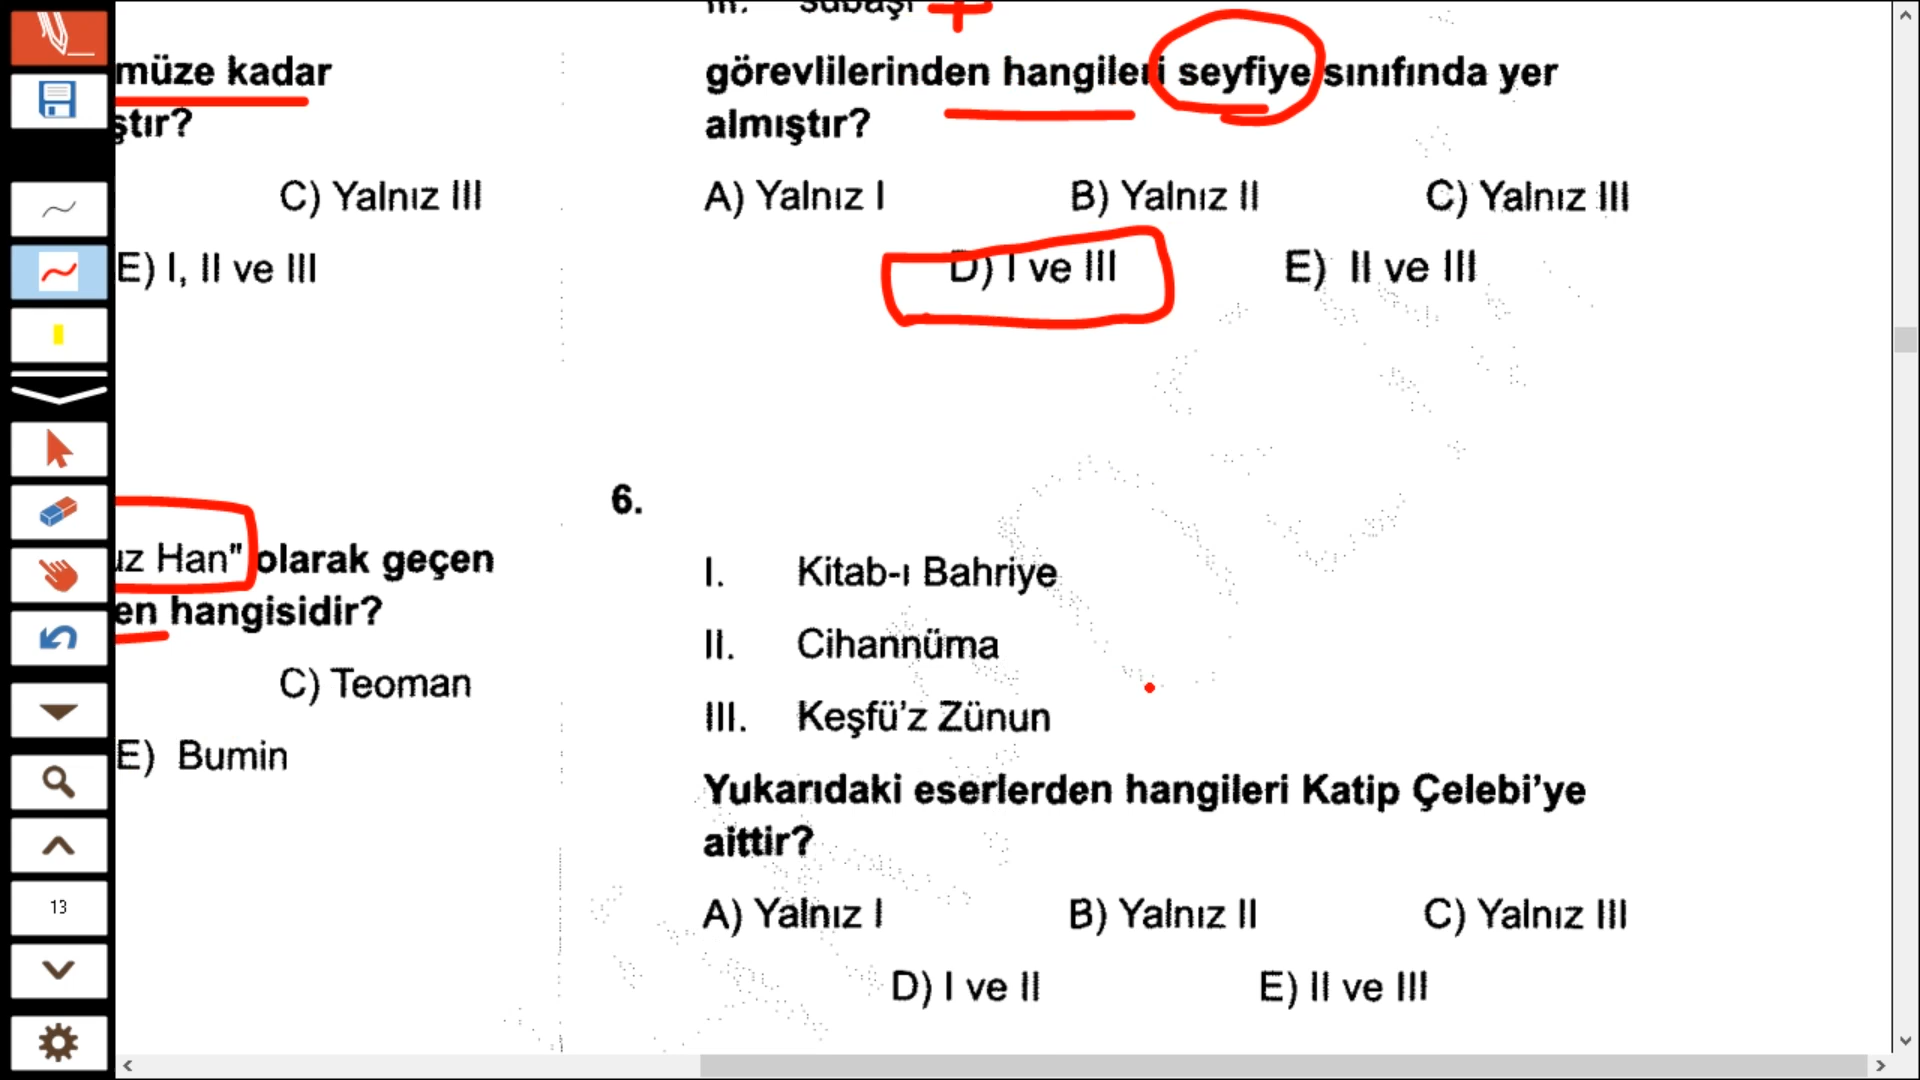 müze kadar
ştır?
C) Yalnız III
E) I, II ve III
uz Han" olarak geçen
en hangisidir?
C) Teoman
E) Bumin
III. subaşı
görevlilerinden hangileri seyfiye sınıfında yer
almıştır?
A) Yalnız I B) Yalnız II C) Yalnız III
D) I ve III E) II ve III
6.
I. Kitab-ı Bahriye
II. Cihannüma
III. Keşfü’z Zünun
Yukarıdaki eserlerden hangileri Katip Çelebi’ye
aittir?
A) Yalnız I B) Yalnız II C) Yalnız III
D) I ve II E) II ve III
13